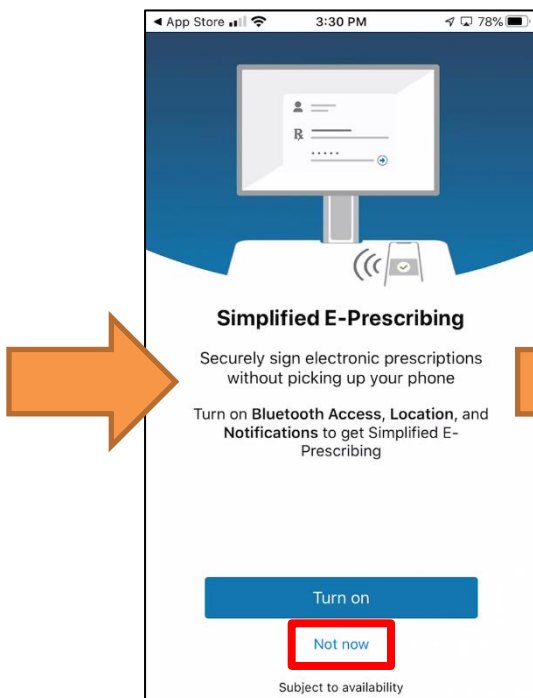 ◀ App Store 3:30 PM 78%
Rx
Simplified E-Prescribing
Securely sign electronic prescriptions
without picking up your phone
Turn on Bluetooth Access, Location, and
Notifications to get Simplified E-
Prescribing
Turn on
Not now
Subject to availability